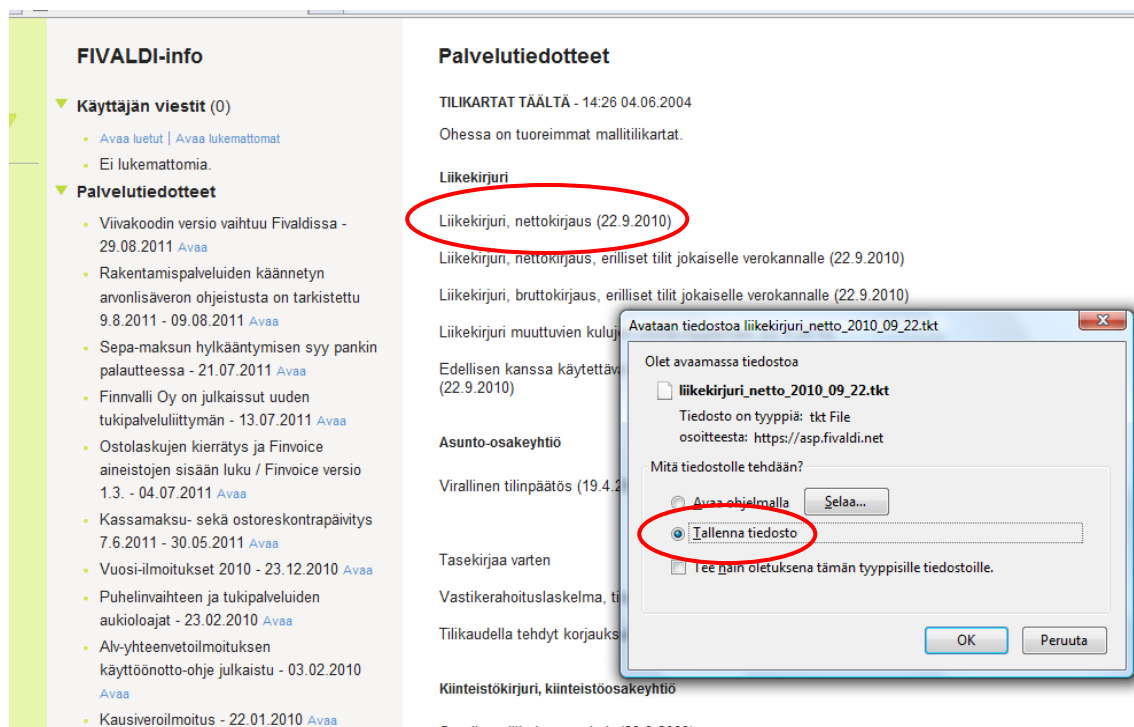 FIVALDI-info
Käyttäjän viestit (0)
Avaa luetut | Avaa lukemattomat
Ei lukemattomia.
Palvelutiedotteet
Viivakoodin versio vaihtuu Fivaldissa -
29.08.2011 Avaa
Rakentamispalveluiden käännetyn
arvonlisäveron ohjeistusta on tarkistettu
9.8.2011 - 09.08.2011 Avaa
Sepa-maksun hylkääntymisen syy pankin
palautteessa - 21.07.2011 Avaa
Finnvalli Oy on julkaissut uuden
tukipalveluliittymän - 13.07.2011 Avaa
Ostolaskujen kierrätys ja Finvoice
aineistojen sisään luku / Finvoice versio
1.3. - 04.07.2011 Avaa
Kassamaksu- sekä ostoreskontrapäivitys
7.6.2011 - 30.05.2011 Avaa
Vuosi-ilmoitukset 2010 - 23.12.2010 Avaa
Puhelinvaihteen ja tukipalveluiden
aukioloajat - 23.02.2010 Avaa
Alv-yhteenvetoilmoituksen
käyttöönotto-ohje julkaistu - 03.02.2010
Avaa
Kausiveroilmoitus - 22.01.2010 Avaa
Palvelutiedotteet
TILIKARTAT TÄÄLTÄ - 14:26 04.06.2004
Ohessa on tuoreimmat mallitilikartat.
Liikekirjuri
Liikekirjuri, nettokirjaus (22.9.2010)
Liikekirjuri, nettokirjaus, erilliset tilit jokaiselle verokannalle (22.9.2010)
Liikekirjuri, bruttokirjaus, erilliset tilit jokaiselle verokannalle (22.9.2010)
Liikekirjuri muuttuvien kuluj
Edellisen kanssa käytettävä
(22.9.2010)
Asunto-osakeyhtiö
Virallinen tilinpäätös (19.4.2
Tasekirjaa varten
Vastikerahoituslaskelma, ti
Tilikaudella tehdyt korjauks
Kiinteistökirjuri, kiinteistöosakeyhtiö
Avataan tiedostoa liikekirjuri_netto_2010_09_22.tkt
Olet avaamassa tiedostoa
liikekirjuri_netto_2010_09_22.tkt
Tiedosto on tyyppiä: tkt File
osoitteesta: https://asp.fivaldi.net
Mitä tiedostolle tehdään?
Avaa ohjelmalla
Selaa...
Tallenna tiedosto
Tee näin oletuksena tämän tyyppisille tiedostoille.
OK
Peruuta